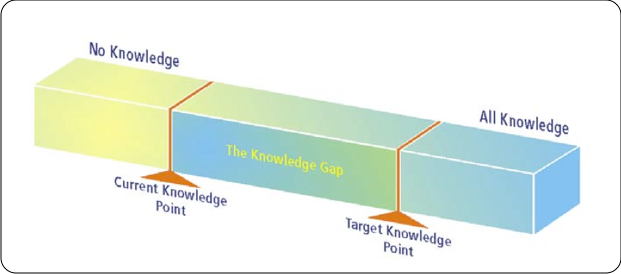 No Knowledge
All Knowledge
The Knowledge Gap
Current Knowledge
Point
Target Knowledge
Point